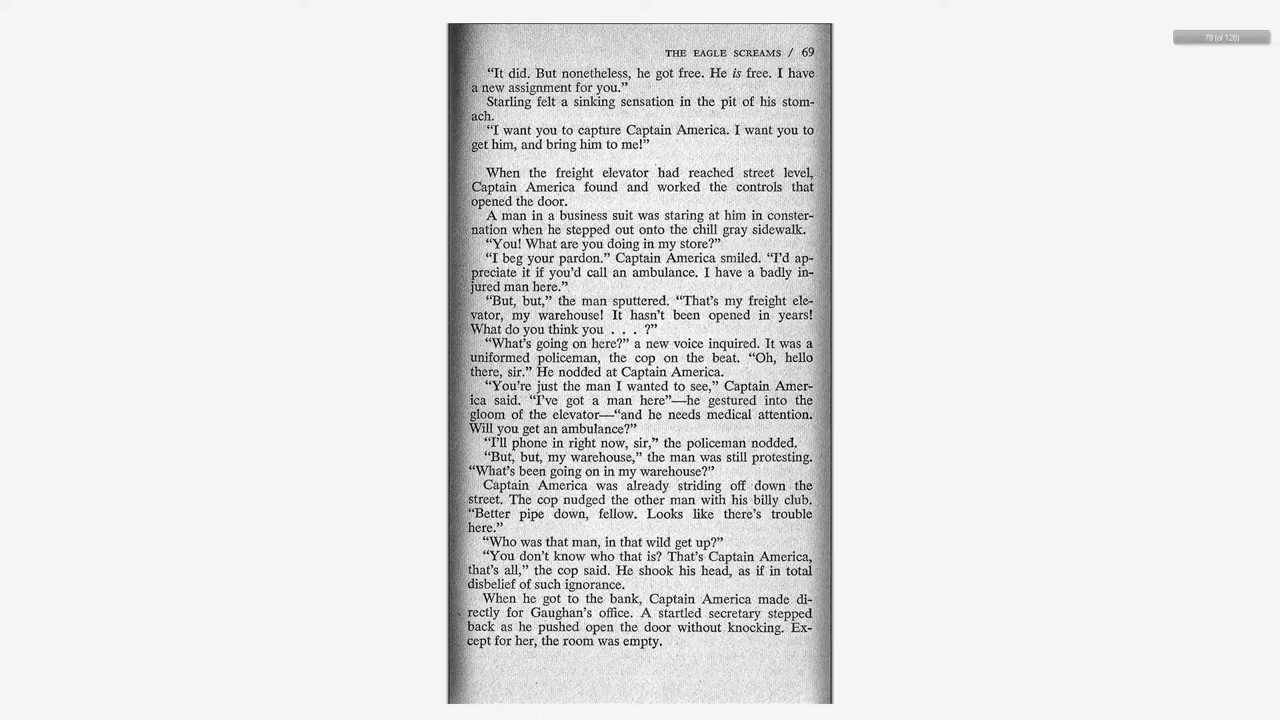 78 (of 128)
THE EAGLE SCREAMS / 69
“It did. But nonetheless, he got free. He is free. I have
a new assignment for you.”
Starling felt a sinking sensation in the pit of his stom-
ach.
“I want you to capture Captain America. I want you to
get him, and bring him to me!”
When the freight elevator had reached street level,
Captain America found and worked the controls that
opened the door.
A man in a business suit was staring at him in conster-
nation when he stepped out onto the chill gray sidewalk.
“You! What are you doing in my store?”
“I beg your pardon.” Captain America smiled. “I’d ap-
preciate it if you’d call an ambulance. I have a badly in-
jured man here.”
“But, but,” the man sputtered. “That’s my freight ele-
vator, my warehouse! It hasn’t been opened in years!
What do you think you . . . ?”
“What’s going on here?” a new voice inquired. It was a
uniformed policeman, the cop on the beat. “Oh, hello
there, sir.” He nodded at Captain America.
“You’re just the man I wanted to see,” Captain Amer-
ica said. “I’ve got a man here”—he gestured into the
gloom of the elevator—“and he needs medical attention.
Will you get an ambulance?”
“I’ll phone in right now, sir,” the policeman nodded.
“But, but, my warehouse,” the man was still protesting.
“What’s been going on in my warehouse?”
Captain America was already striding off down the
street. The cop nudged the other man with his billy club.
“Better pipe down, fellow. Looks like there’s trouble
here.”
“Who was that man, in that wild get up?”
“You don’t know who that is? That’s Captain America,
that’s all,” the cop said. He shook his head, as if in total
disbelief of such ignorance.
When he got to the bank, Captain America made di-
rectly for Gaughan’s office. A startled secretary stepped
back as he pushed open the door without knocking. Ex-
cept for her, the room was empty.